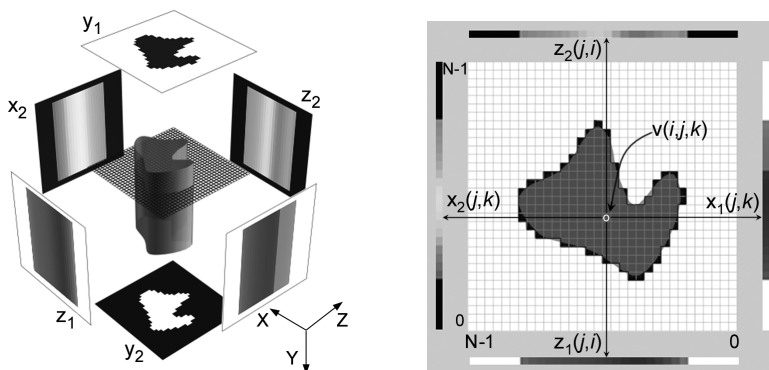 y1
x2
z2
z1
y2
X
Z
Y
z2(j,i)
N-1
v(i,j,k)
x2(j,k)
x1(j,k)
0
N-1
z1(j,i)
0